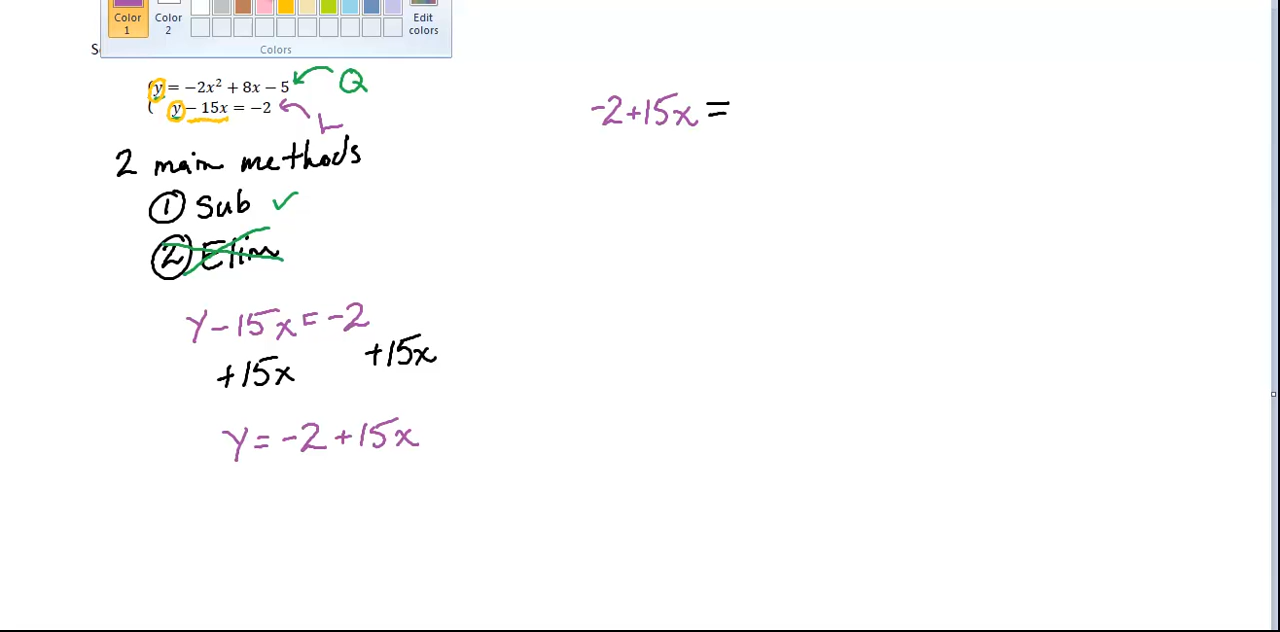 Color 1
Color 2
Edit colors
Colors
S
y = −2x² + 8x − 5
Q
y − 15x = −2
L
2 main methods
① Sub ✓
② Elim
y - 15x = -2
+15x +15x
y = -2 + 15x
-2+15x =